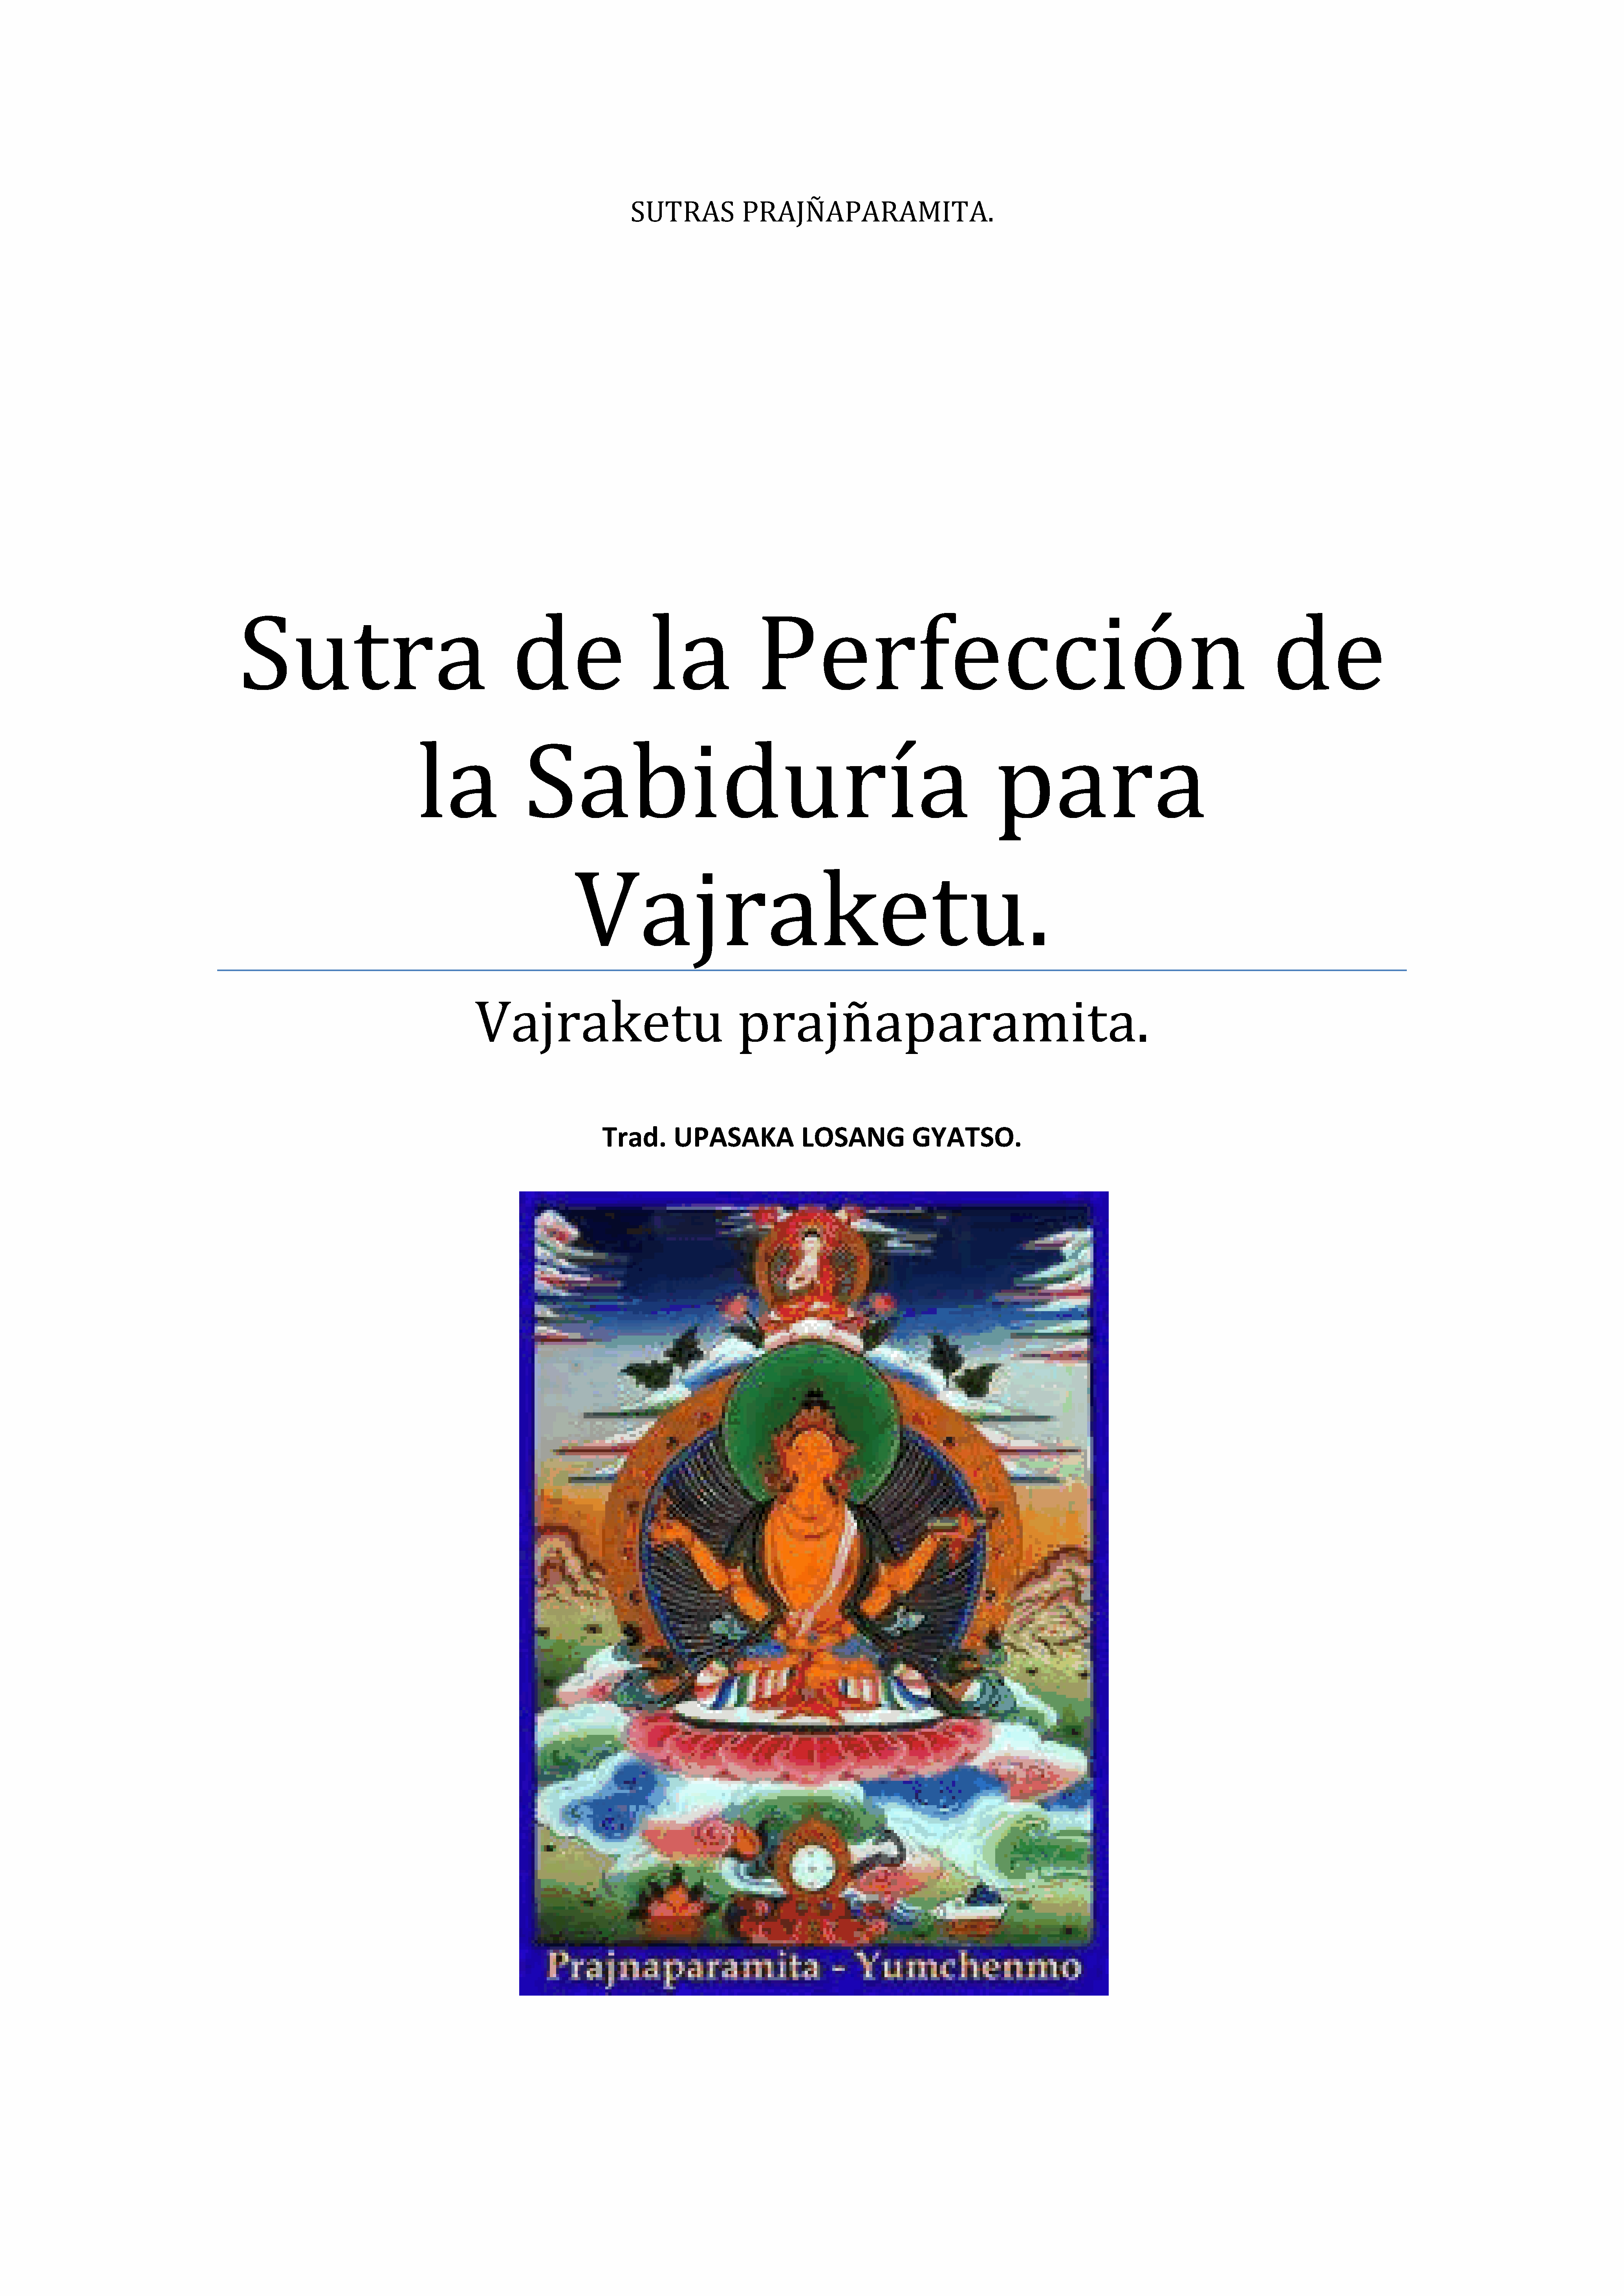 SUTRAS PRAJÑAPARAMITA.
Sutra de la Perfección de
la Sabiduría para
Vajraketu.
Vajraketu prajñaparamita.
Trad. UPASAKA LOSANG GYATSO.
Prajnaparamita - Yumchenmo